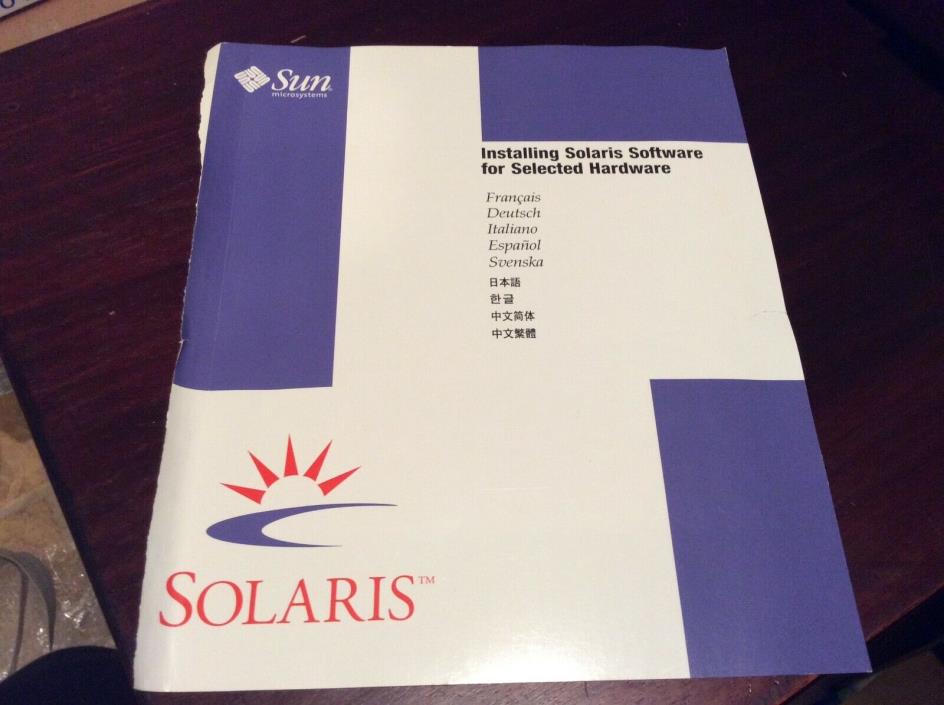 Sun
microsystems
Installing Solaris Software
for Selected Hardware
Français
Deutsch
Italiano
Español
Svenska
日本語
한글
中文简体
中文繁體
SOLARIS™